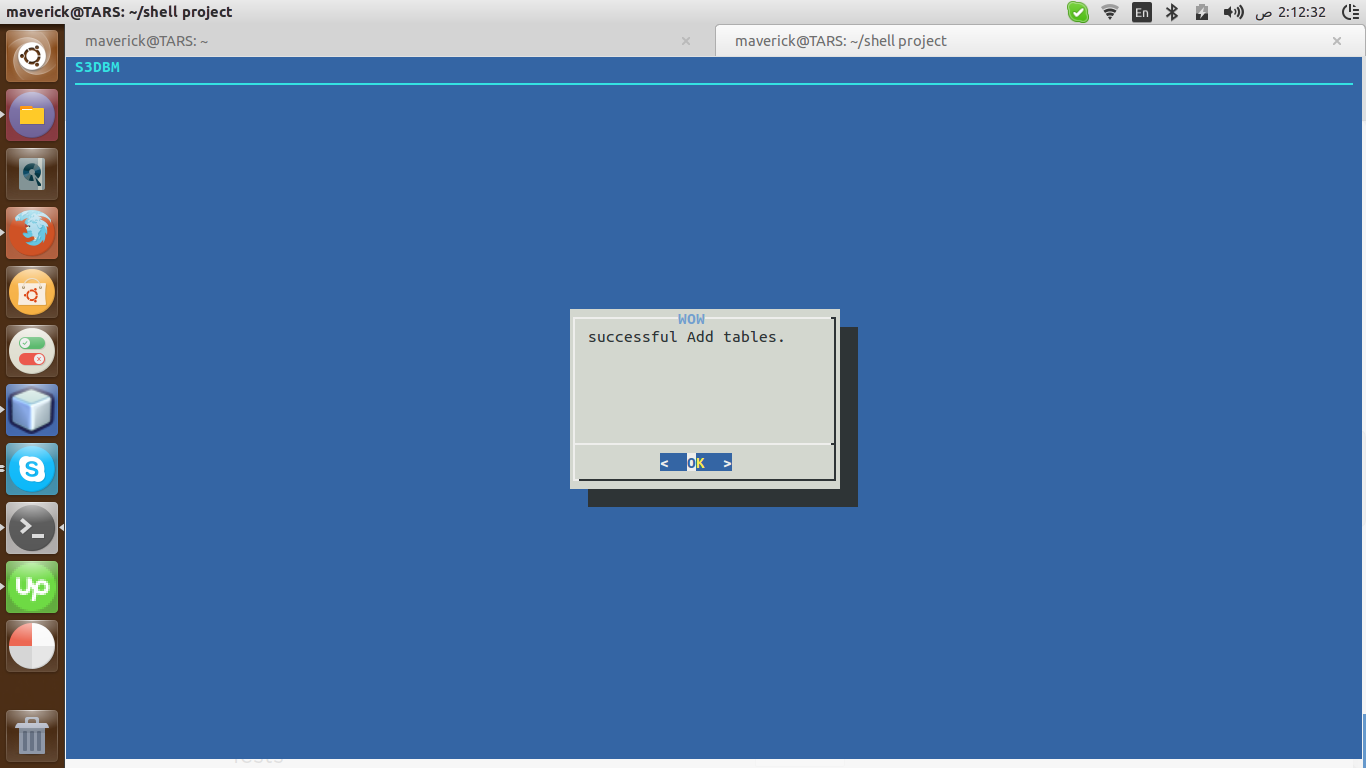 maverick@TARS: ~/shell project
En
2:12:32 ص
maverick@TARS: ~ ×
maverick@TARS: ~/shell project ×
S3DBM
WOW
successful Add tables.
< OK >
S
>_
Up